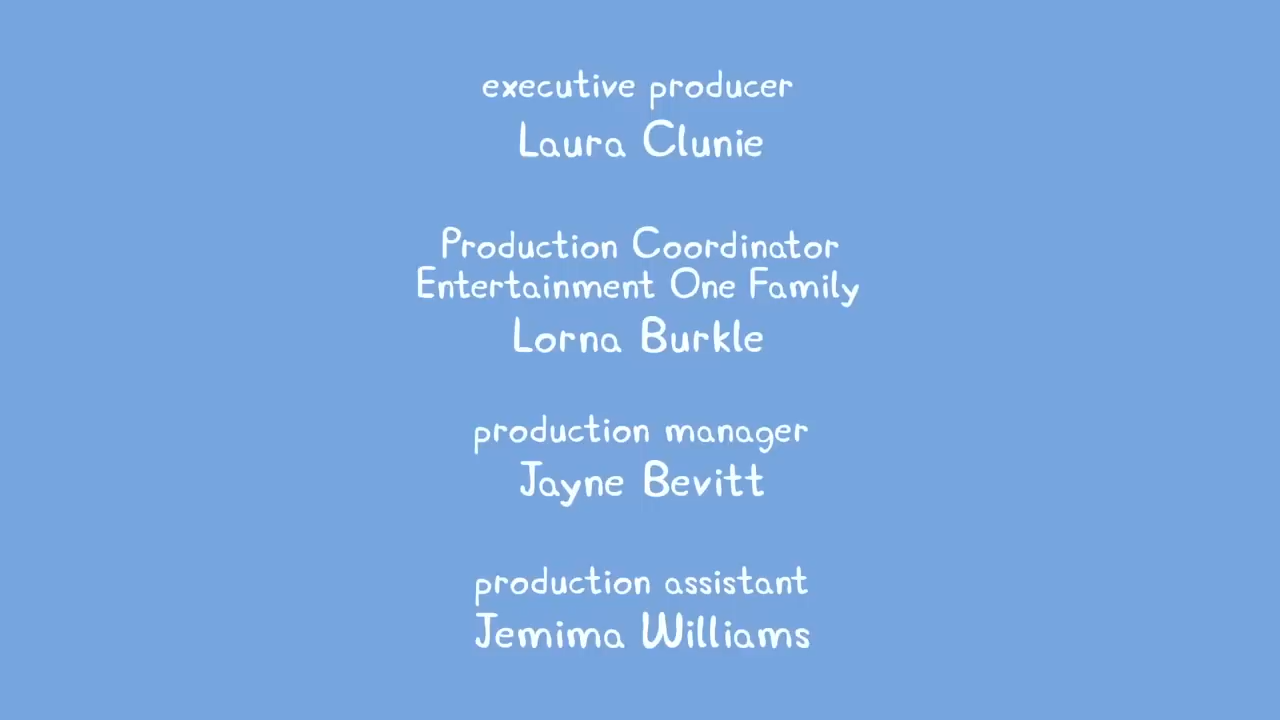 executive producer
Laura Clunie
Production Coordinator
Entertainment One Family
Lorna Burkle
production manager
Jayne Bevitt
production assistant
Jemima Williams